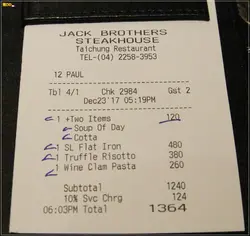 JACK BROTHERS
STEAKHOUSE
Taichung Restaurant
TEL-(04) 2258-3953
12 PAUL
Tbl 4/1 Chk 2984 Gst 2
Dec23'17 05:19PM
1 +Two Items 120
Soup Of Day
Cotta
1 SL Flat Iron 480
1 Truffle Risotto 380
1 Wine Clam Pasta 260
Subtotal 1240
10% Svc Chrg 124
06:03PM Total 1364